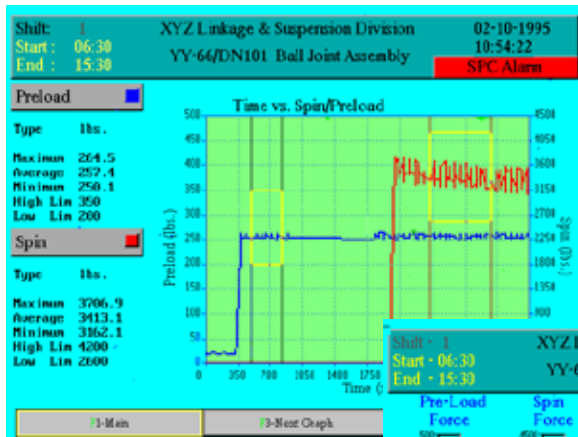 Shift: 1
Start: 06:30
End : 15:30
XYZ Linkage & Suspension Division
YY-66/DN101 Ball Joint Assembly
02-10-1995
10:54:22
SPC Alarm
Preload
Type lbs.
Maximum 264.5
Average 257.4
Minimum 250.1
High Lim 350
Low Lim 200
Spin
Type lbs.
Maximum 3706.9
Average 3413.1
Minimum 3162.1
High Lim 4200
Low Lim 2600
Time vs. Spin/Preload
Preload (lbs.)
500
450
400
350
300
250
200
150
100
50
0 350 700 1050 1400 1750
Time
4500
4050
3600
3150
2700
2250
1800
Spin (lbs.)
F1-Main
F3-Next Graph
Shift - 1
Start - 06:30
End - 15:30
XYZ
YY-
Pre-Load
Force
Spin
Force